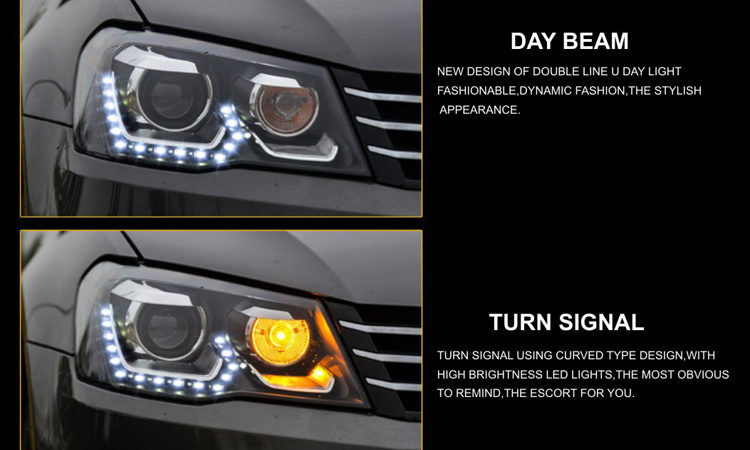 DAY BEAM
NEW DESIGN OF DOUBLE LINE U DAY LIGHT
FASHIONABLE,DYNAMIC FASHION,THE STYLISH
APPEARANCE.
TURN SIGNAL
TURN SIGNAL USING CURVED TYPE DESIGN,WITH
HIGH BRIGHTNESS LED LIGHTS,THE MOST OBVIOUS
TO REMIND,THE ESCORT FOR YOU.